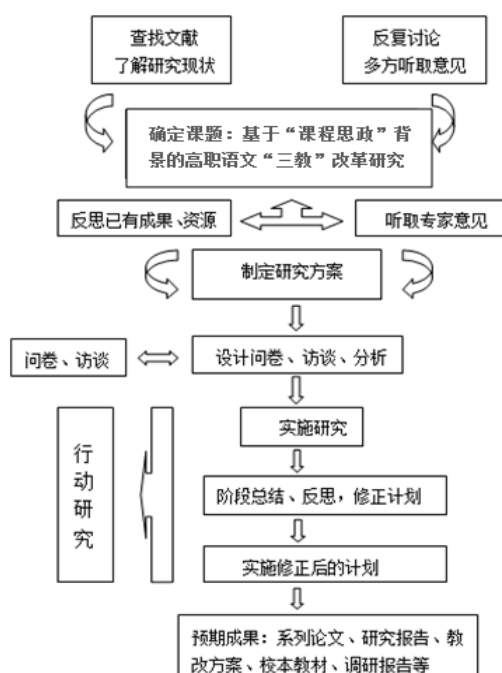 查找文献
了解研究现状
反复讨论
多方听取意见
确定课题：基于“课程思政”背
景的高职语文“三教”改革研究
反思已有成果、资源
听取专家意见
制定研究方案
问卷、访谈
设计问卷、访谈、分析
实施研究
行动研究
阶段总结、反思，修正计划
实施修正后的计划
预期成果：系列论文、研究报告、教
改方案、校本教材、调研报告等